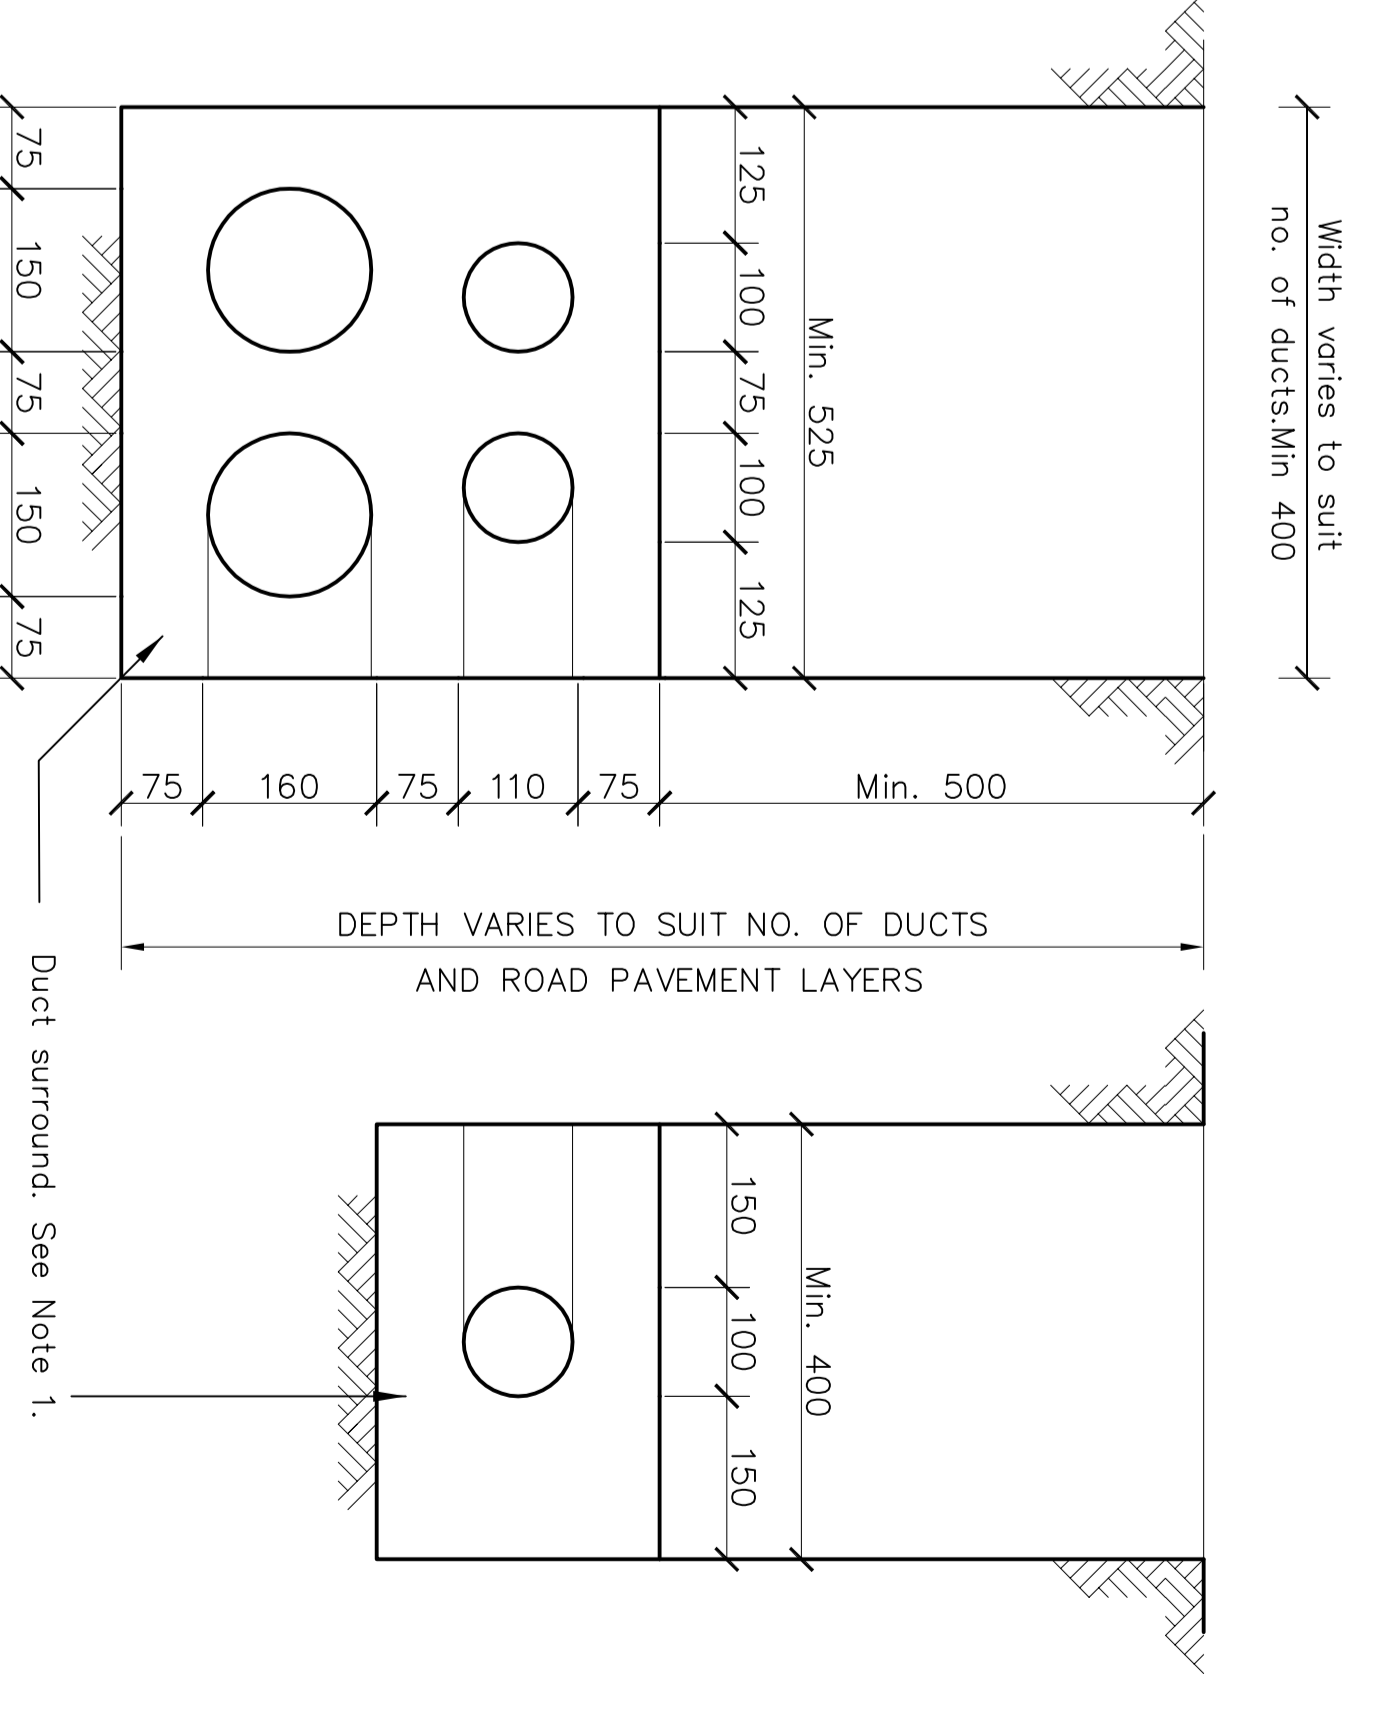 Width varies to suit
no. of ducts.Min 400
Min. 525
125 100 75 100 125
75 150 75 150 75
75 160 75 110 75 Min. 500
DEPTH VARIES TO SUIT NO. OF DUCTS
AND ROAD PAVEMENT LAYERS
Min. 400
150 100 150
Duct surround. See Note 1.